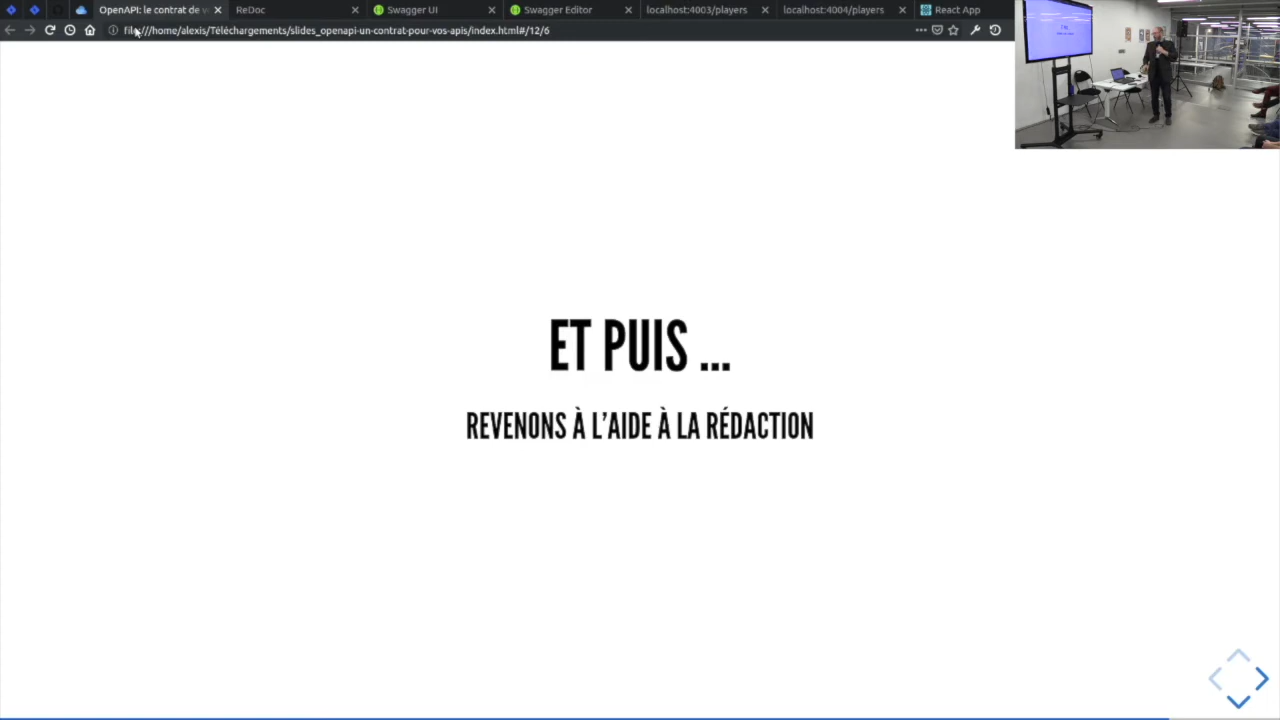 OpenAPI: le contrat de v
ReDoc
Swagger UI
Swagger Editor
localhost:4003/players
localhost:4004/players
React App
file:///home/alexis/Téléchargements/slides_openapi-un-contrat-pour-vos-apis/index.html#/12/6
ET PUIS ...
REVENONS À L'AIDE À LA RÉDACTION